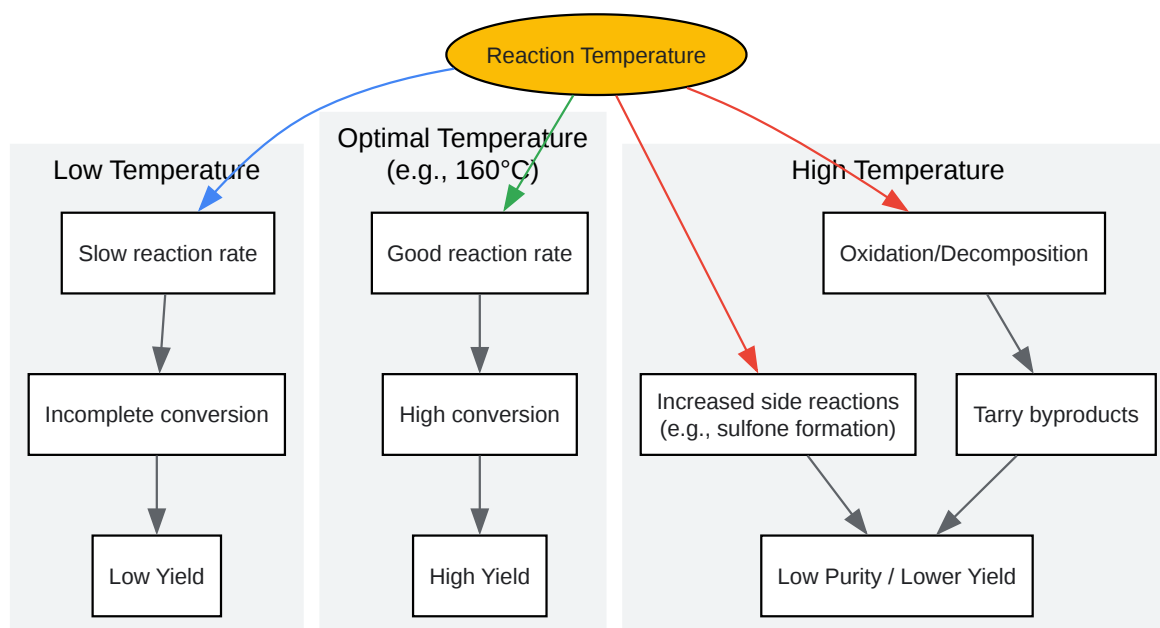 Reaction Temperature
Low Temperature
Slow reaction rate
Incomplete conversion
Low Yield
Optimal Temperature
(e.g., 160°C)
Good reaction rate
High conversion
High Yield
High Temperature
Oxidation/Decomposition
Increased side reactions
(e.g., sulfone formation)
Tarry byproducts
Low Purity / Lower Yield